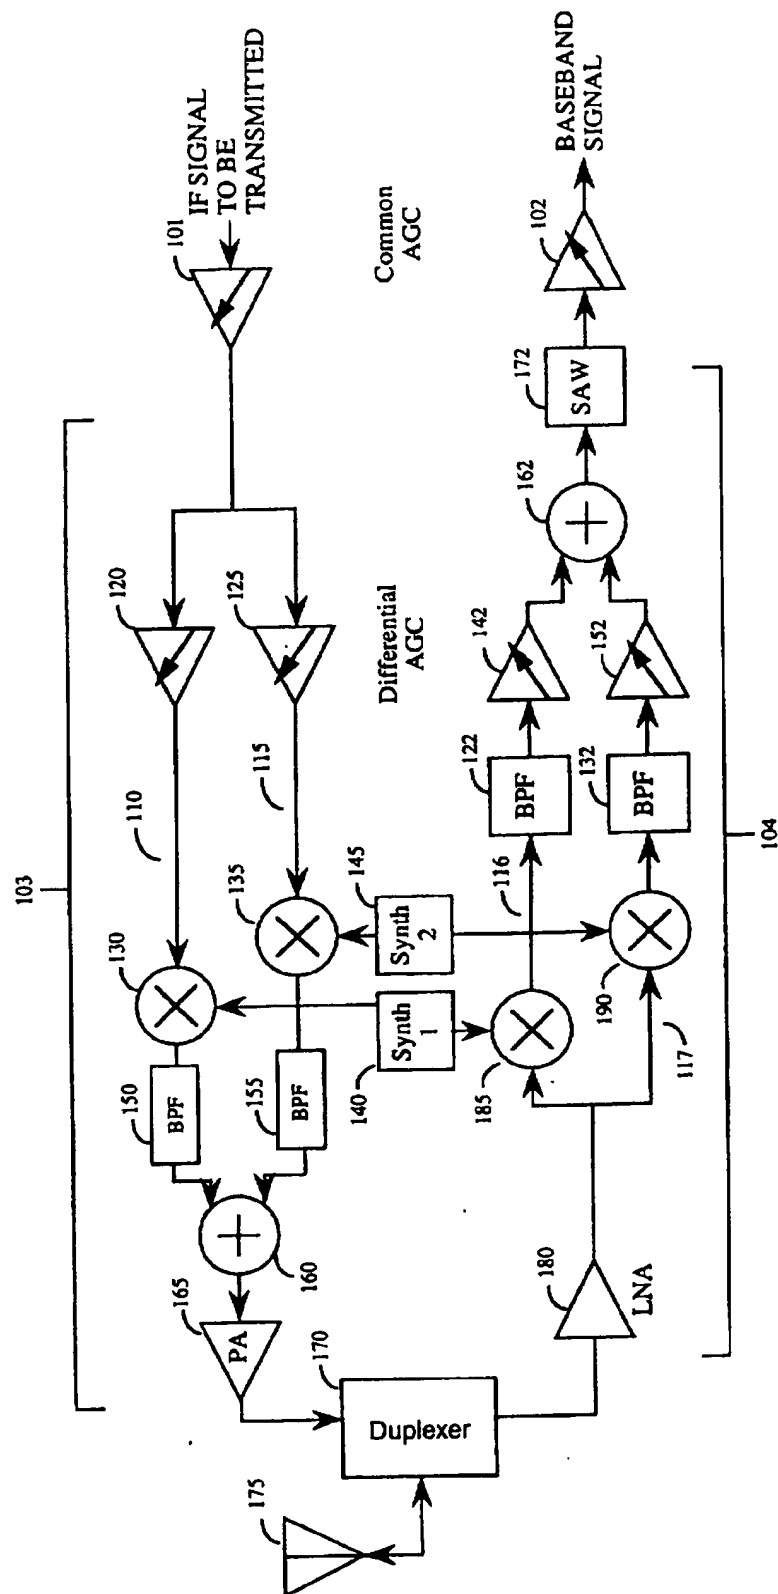 103
IF SIGNAL
TO BE
TRANSMITTED
101
120
110
130
150
BPF
125
115
135
155
BPF
160
165
PA
Common
AGC
Differential
AGC
145
Synth
2
Synth
1
140
170
Duplexer
175
BASEBAND
SIGNAL
102
172
SAW
162
142
152
122
BPF
132
BPF
116
185
190
117
180
LNA
104